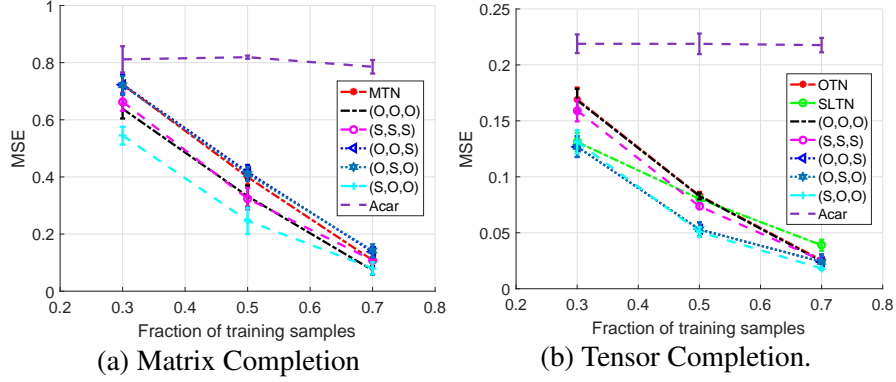 1
0.8
0.6
0.4
0.2
0
MSE
0.2 0.3 0.4 0.5 0.6 0.7 0.8
Fraction of training samples
MTN
(O,O,O)
(S,S,S)
(O,O,S)
(O,S,O)
(S,O,O)
Acar
(a) Matrix Completion
0.25
0.2
0.15
0.1
0.05
0
MSE
0.2 0.3 0.4 0.5 0.6 0.7 0.8
Fraction of training samples
OTN
SLTN
(O,O,O)
(S,S,S)
(O,O,S)
(O,S,O)
(S,O,O)
Acar
(b) Tensor Completion.